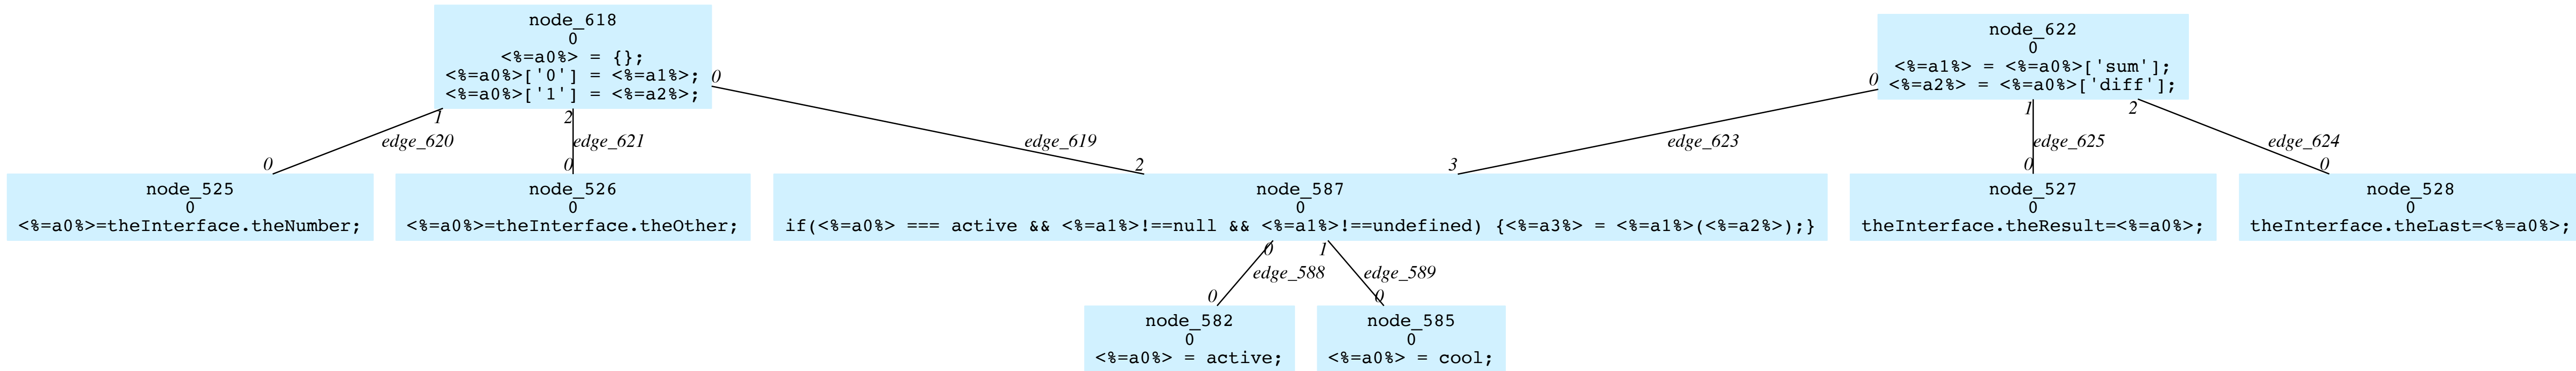 node_618
0
<%=a0%> = {};
<%=a0%>['0'] = <%=a1%>;
<%=a0%>['1'] = <%=a2%>;
0
1
2
node_622
0
<%=a1%> = <%=a0%>['sum'];
<%=a2%> = <%=a0%>['diff'];
0
1
2
edge_620
edge_621
edge_619
edge_623
edge_625
edge_624
0
0
2
3
0
0
node_525
0
<%=a0%>=theInterface.theNumber;
node_526
0
<%=a0%>=theInterface.theOther;
node_587
0
if(<%=a0%> === active && <%=a1%>!==null && <%=a1%>!==undefined) {<%=a3%> = <%=a1%>(<%=a2%>);}
node_527
0
theInterface.theResult=<%=a0%>;
node_528
0
theInterface.theLast=<%=a0%>;
0
1
edge_588
edge_589
0
0
node_582
0
<%=a0%> = active;
node_585
0
<%=a0%> = cool;